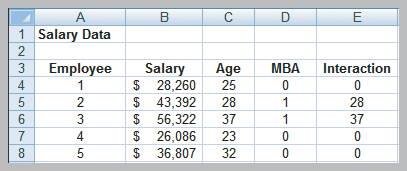 A B C D E
1 Salary Data
2
3 Employee Salary Age MBA Interaction
4 1 $ 28,260 25 0 0
5 2 $ 43,392 28 1 28
6 3 $ 56,322 37 1 37
7 4 $ 26,086 23 0 0
8 5 $ 36,807 32 0 0